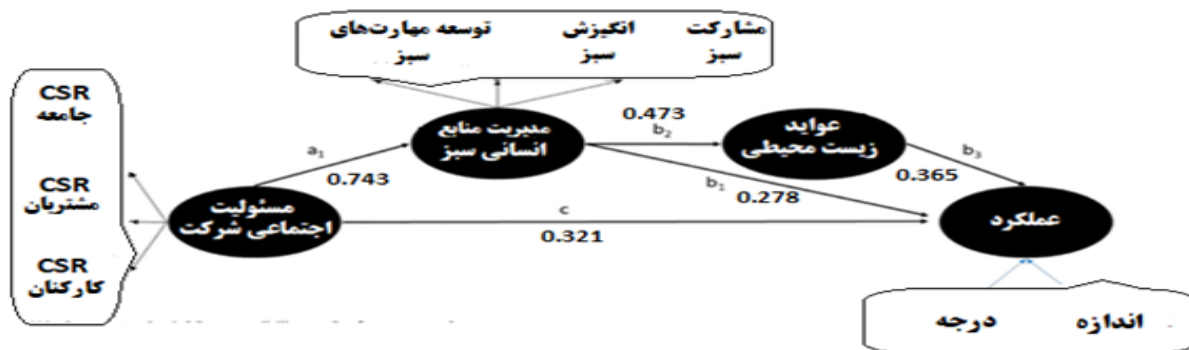 توسعه مهارت‌های سبز
انگیزش سبز
مشارکت سبز
CSR
جامعه
CSR
مشتریان
CSR
کارکنان
مدیریت منابع
انسانی سبز
0.473
b2
عواید
زیست محیطی
b3
0.365
a1
0.743
b1
0.278
مسئولیت
اجتماعی شرکت
c
0.321
عملکرد
درجه
اندازه